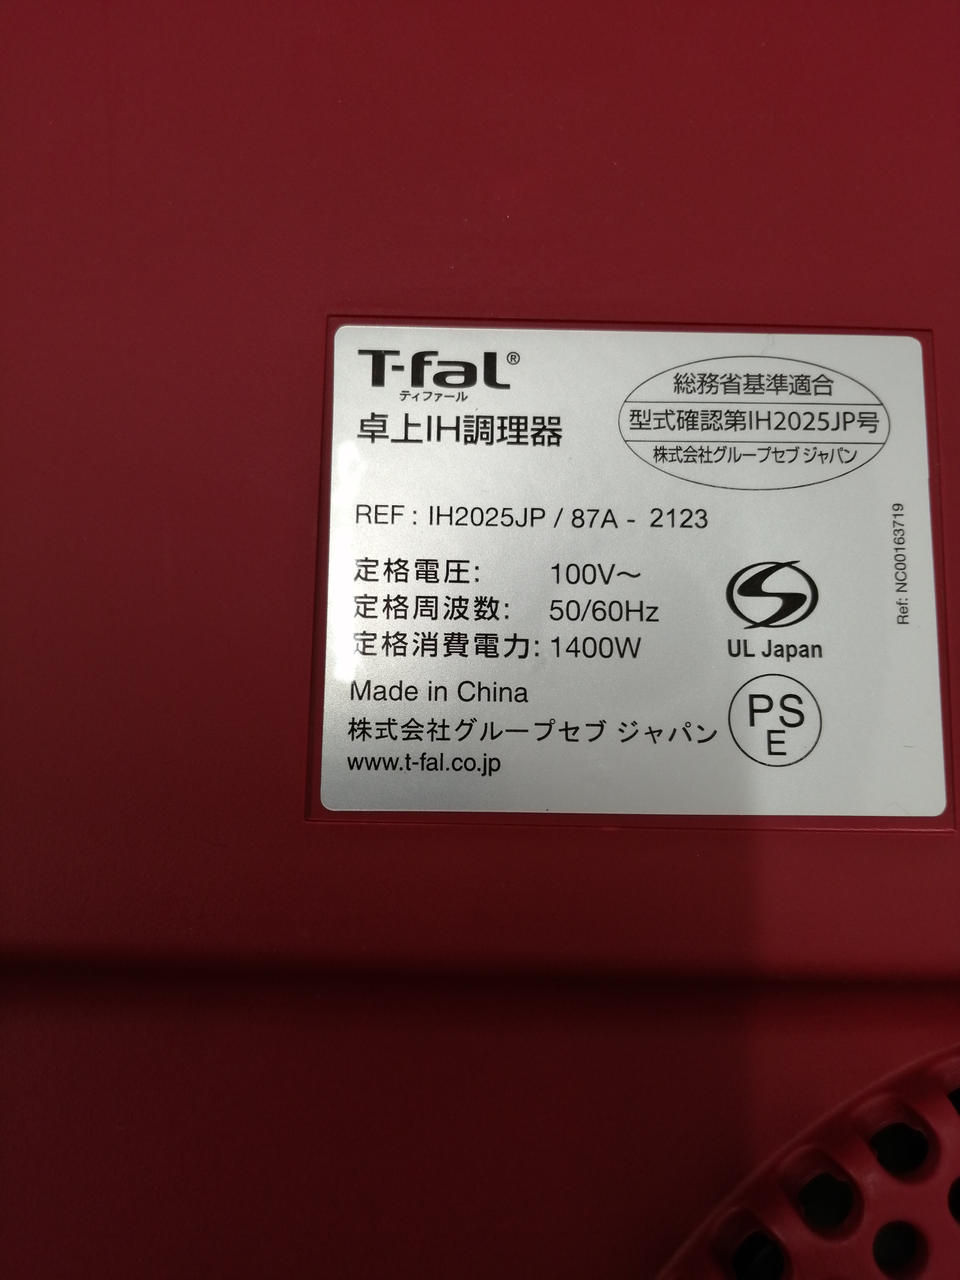 T-fal®
ティファール
卓上IH調理器
総務省基準適合
型式確認第IH2025JP号
株式会社グループセブ ジャパン
REF : IH2025JP / 87A - 2123
定格電圧: 100V～
定格周波数: 50/60Hz
定格消費電力: 1400W
Made in China
株式会社グループセブ ジャパン
www.t-fal.co.jp
S
UL Japan
PS
E
Ref: NC00163719